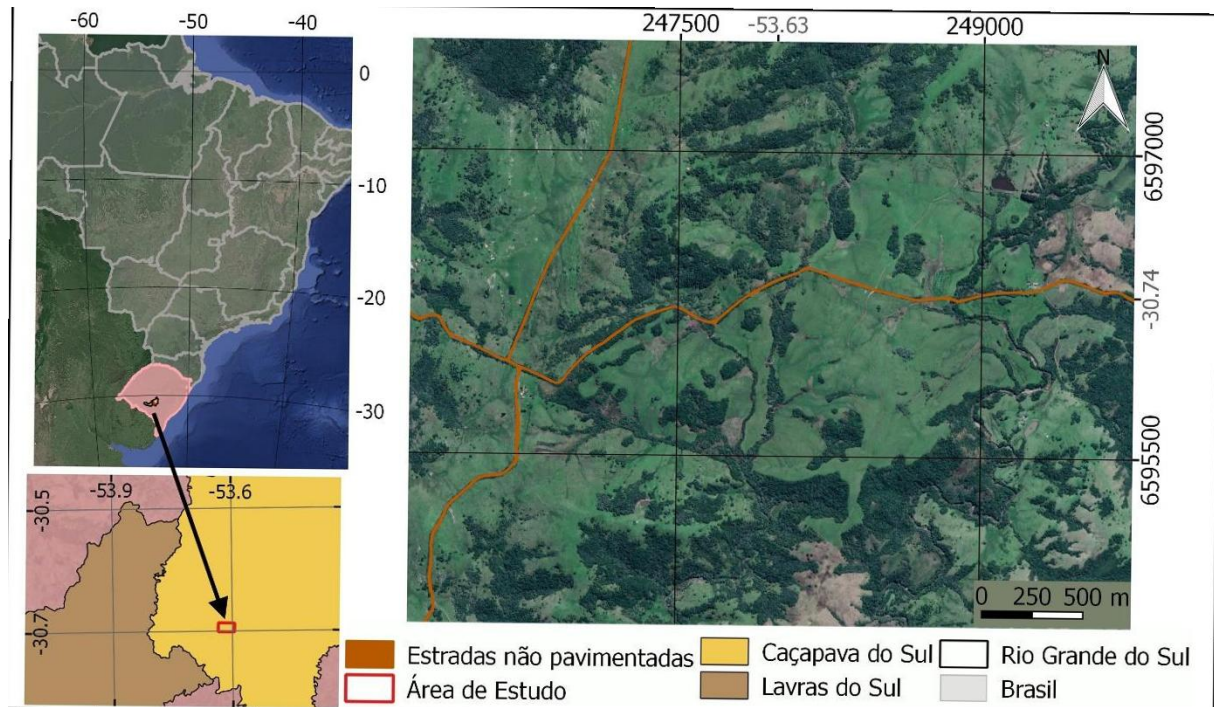 -60 -50 -40
0
-10
-20
-30
-53.9 -53.6
-30.5
-30.7
247500 -53.63 249000
N
6597000
-30.74
6595500
0 250 500 m
Estradas não pavimentadas
Área de Estudo
Caçapava do Sul
Lavras do Sul
Rio Grande do Sul
Brasil